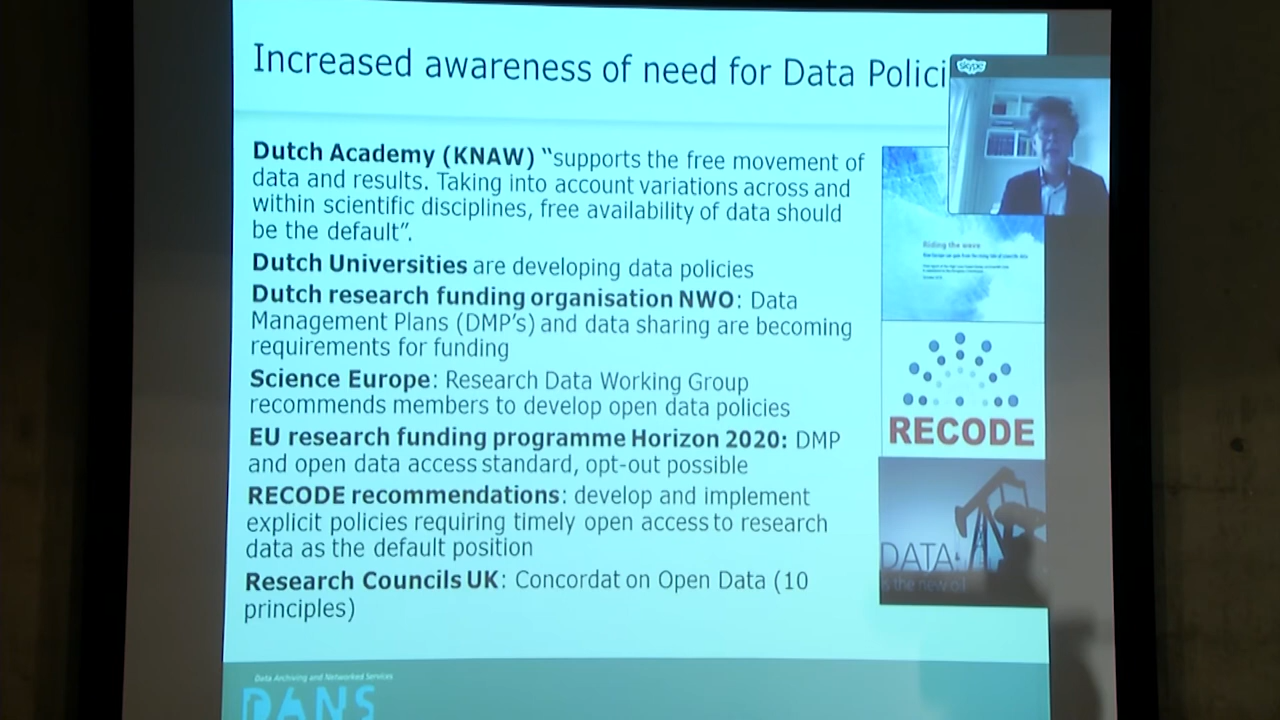 Increased awareness of need for Data Polici
skype
Dutch Academy (KNAW) “supports the free movement of
data and results. Taking into account variations across and
within scientific disciplines, free availability of data should
be the default”.
Dutch Universities are developing data policies
Dutch research funding organisation NWO: Data
Management Plans (DMP’s) and data sharing are becoming
requirements for funding
Science Europe: Research Data Working Group
recommends members to develop open data policies
EU research funding programme Horizon 2020: DMP
and open data access standard, opt-out possible
RECODE recommendations: develop and implement
explicit policies requiring timely open access to research
data as the default position
Research Councils UK: Concordat on Open Data (10
principles)
Riding the wave
RECODE
DATA:
is the new oil
Data Archiving and Networked Services
DANS